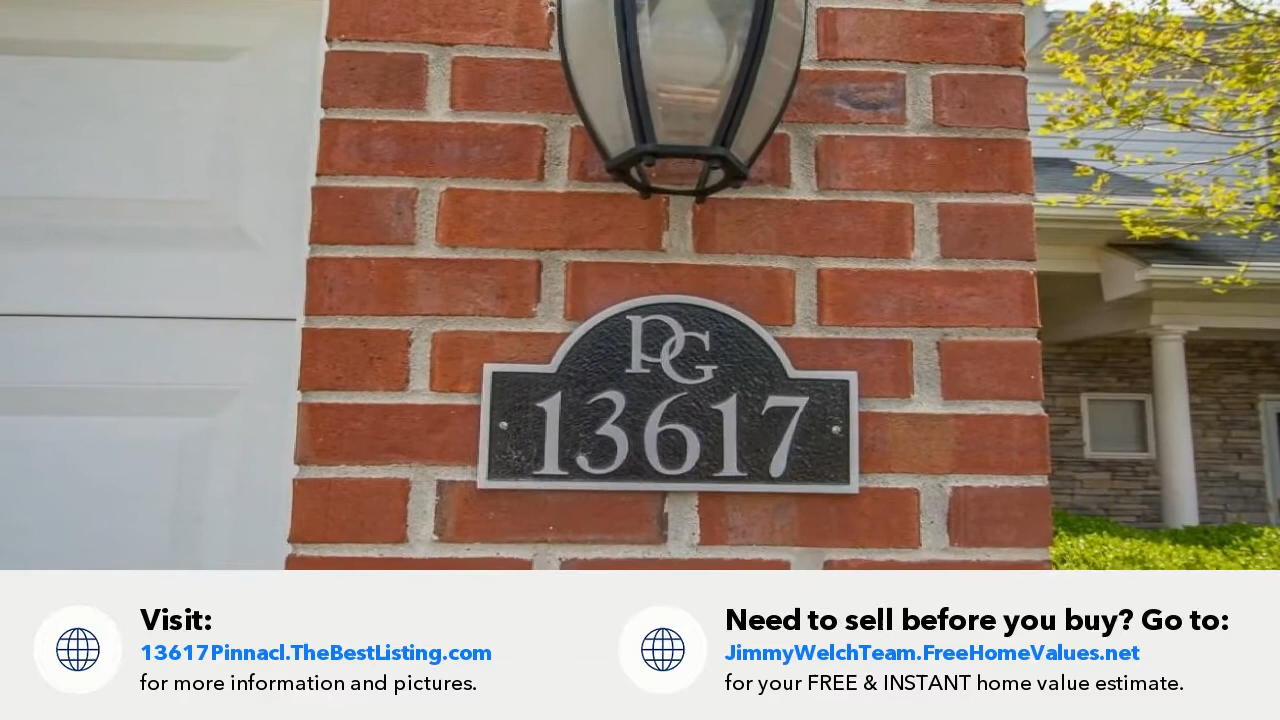 PG
13617
Visit:
13617Pinnacl.TheBestListing.com
for more information and pictures.
Need to sell before you buy? Go to:
JimmyWelchTeam.FreeHomeValues.net
for your FREE & INSTANT home value estimate.